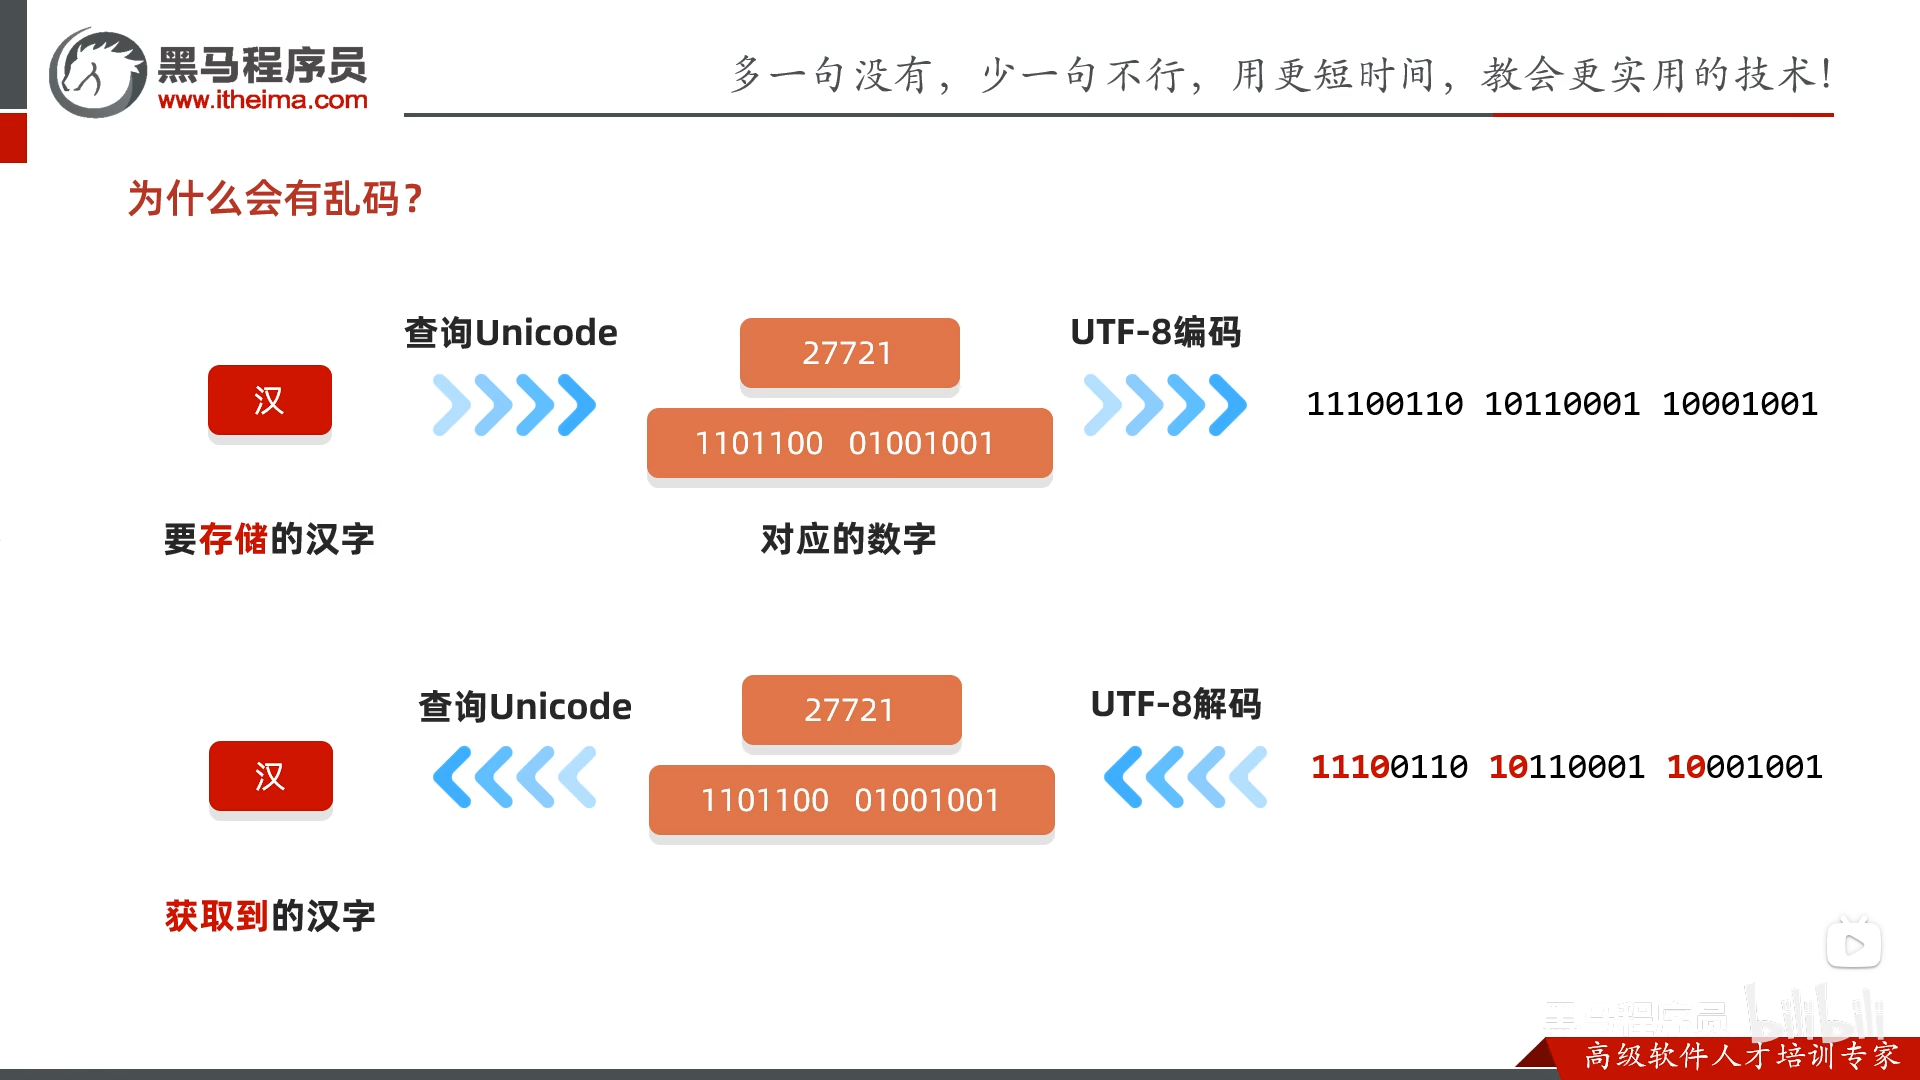 黑马程序员
www.itheima.com
多一句没有，少一句不行，用更短时间，教会更实用的技术！
为什么会有乱码？
查询Unicode
27721
UTF-8编码
汉
1101100 01001001
11100110 10110001 10001001
要存储的汉字
对应的数字
查询Unicode
27721
UTF-8解码
汉
1101100 01001001
11100110 10110001 10001001
获取到的汉字
黑马程序员 bilibili
高级软件人才培训专家